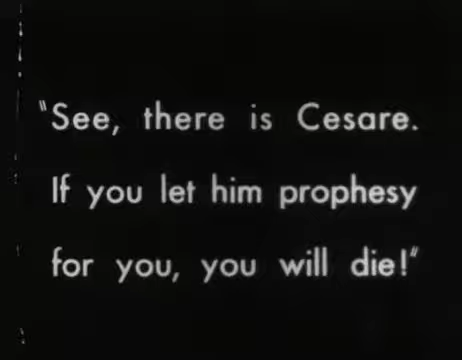 "See, there is Cesare.
If you let him prophesy
for you, you will die!"